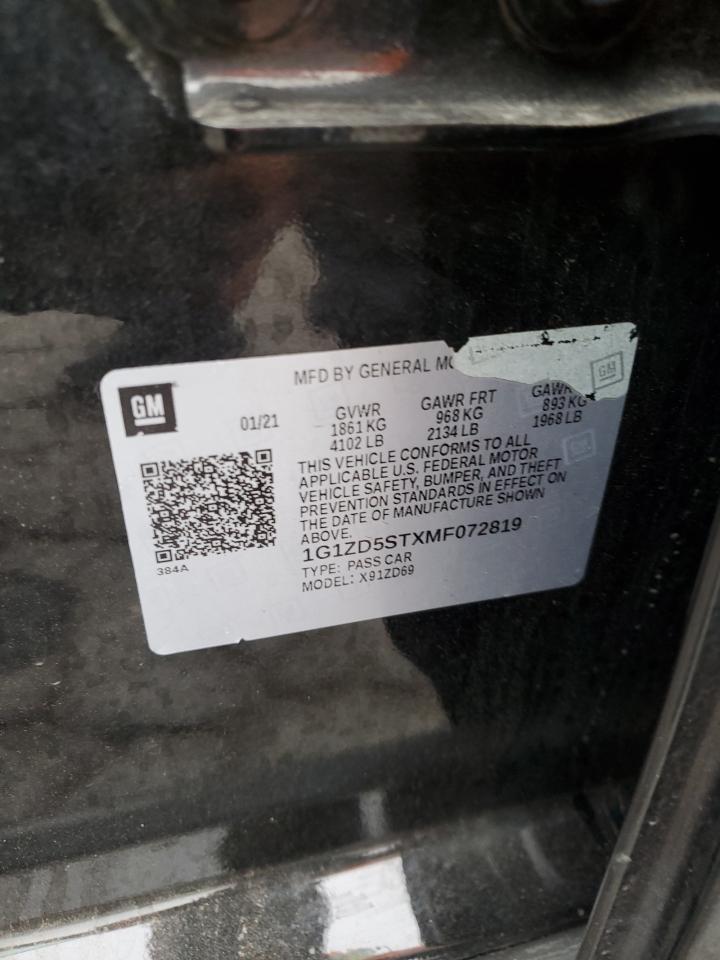 MFD BY GENERAL MO
GM
GM
01/21
GVWR GAWR FRT GAWR
1861 KG 968 KG 893 KG
4102 LB 2134 LB 1968 LB
THIS VEHICLE CONFORMS TO ALL
APPLICABLE U.S. FEDERAL MOTOR
VEHICLE SAFETY, BUMPER, AND THEFT
PREVENTION STANDARDS IN EFFECT ON
THE DATE OF MANUFACTURE SHOWN
ABOVE.
1G1ZD5STXMF072819
384A
TYPE: PASS CAR
MODEL: X91ZD69